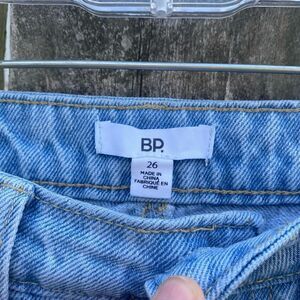 BP.
26
MADE IN
CHINA
FABRIQUÉ EN
CHINE